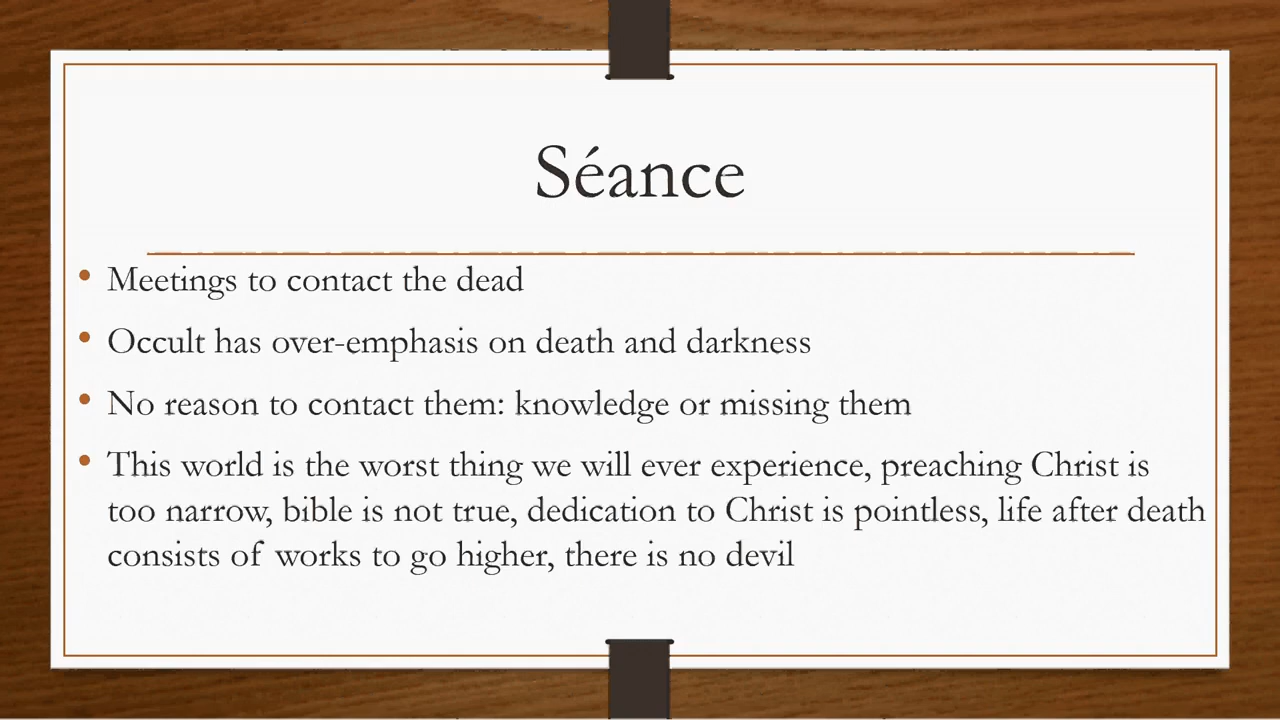 Séance
• Meetings to contact the dead
• Occult has over-emphasis on death and darkness
• No reason to contact them: knowledge or missing them
• This world is the worst thing we will ever experience, preaching Christ is
too narrow, bible is not true, dedication to Christ is pointless, life after death
consists of works to go higher, there is no devil